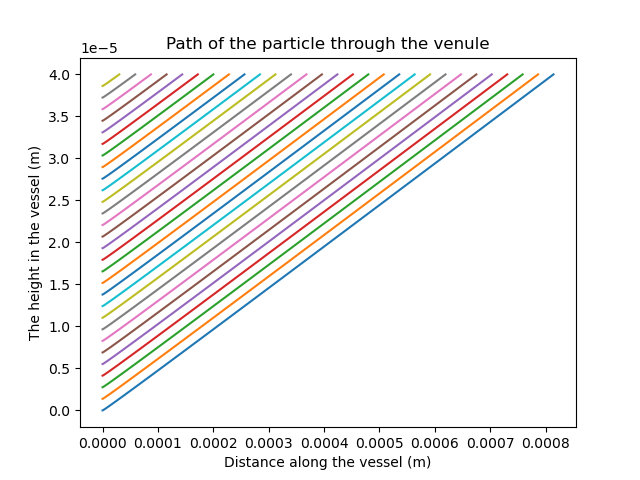 Path of the particle through the venule
1e−5
4.0
3.5
3.0
2.5
2.0
1.5
1.0
0.5
0.0
The height in the vessel (m)
0.0000 0.0001 0.0002 0.0003 0.0004 0.0005 0.0006 0.0007 0.0008
Distance along the vessel (m)